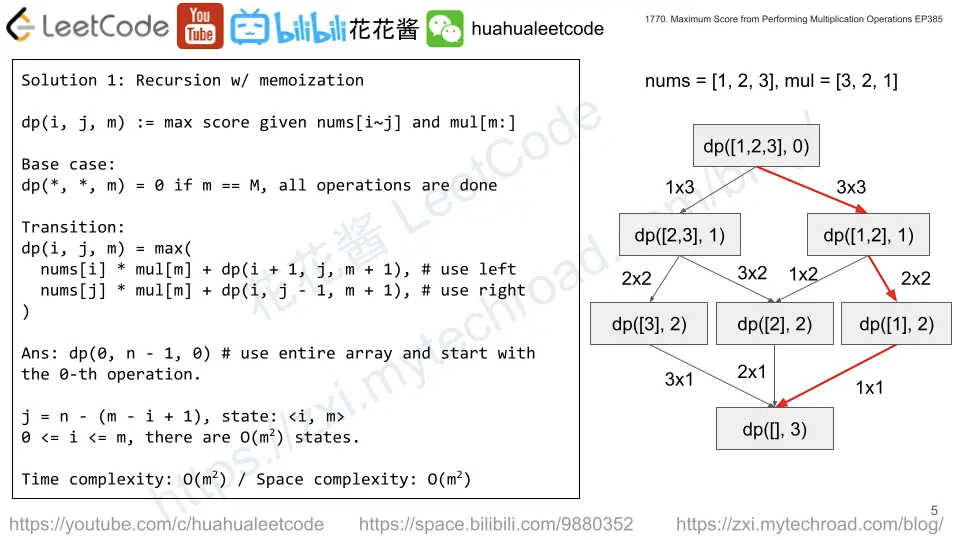 LeetCode
You
Tube
bilibili 花花酱
huahualeetcode
1770. Maximum Score from Performing Multiplication Operations EP385
Solution 1: Recursion w/ memoization
dp(i, j, m) := max score given nums[i~j] and mul[m:]
Base case:
dp(*, *, m) = 0 if m == M, all operations are done
Transition:
dp(i, j, m) = max(
nums[i] * mul[m] + dp(i + 1, j, m + 1), # use left
nums[j] * mul[m] + dp(i, j - 1, m + 1), # use right
)
Ans: dp(0, n - 1, 0) # use entire array and start with
the 0-th operation.
j = n - (m - i + 1), state: <i, m>
0 <= i <= m, there are O(m²) states.
Time complexity: O(m²) / Space complexity: O(m²)
nums = [1, 2, 3], mul = [3, 2, 1]
dp([1,2,3], 0)
1x3
3x3
dp([2,3], 1)
dp([1,2], 1)
2x2
3x2
1x2
2x2
dp([3], 2)
dp([2], 2)
dp([1], 2)
3x1
2x1
1x1
dp([], 3)
花花酱 LeetCode
https://zxi.mytechroad.com/blog/
5
https://youtube.com/c/huahualeetcode
https://space.bilibili.com/9880352
https://zxi.mytechroad.com/blog/